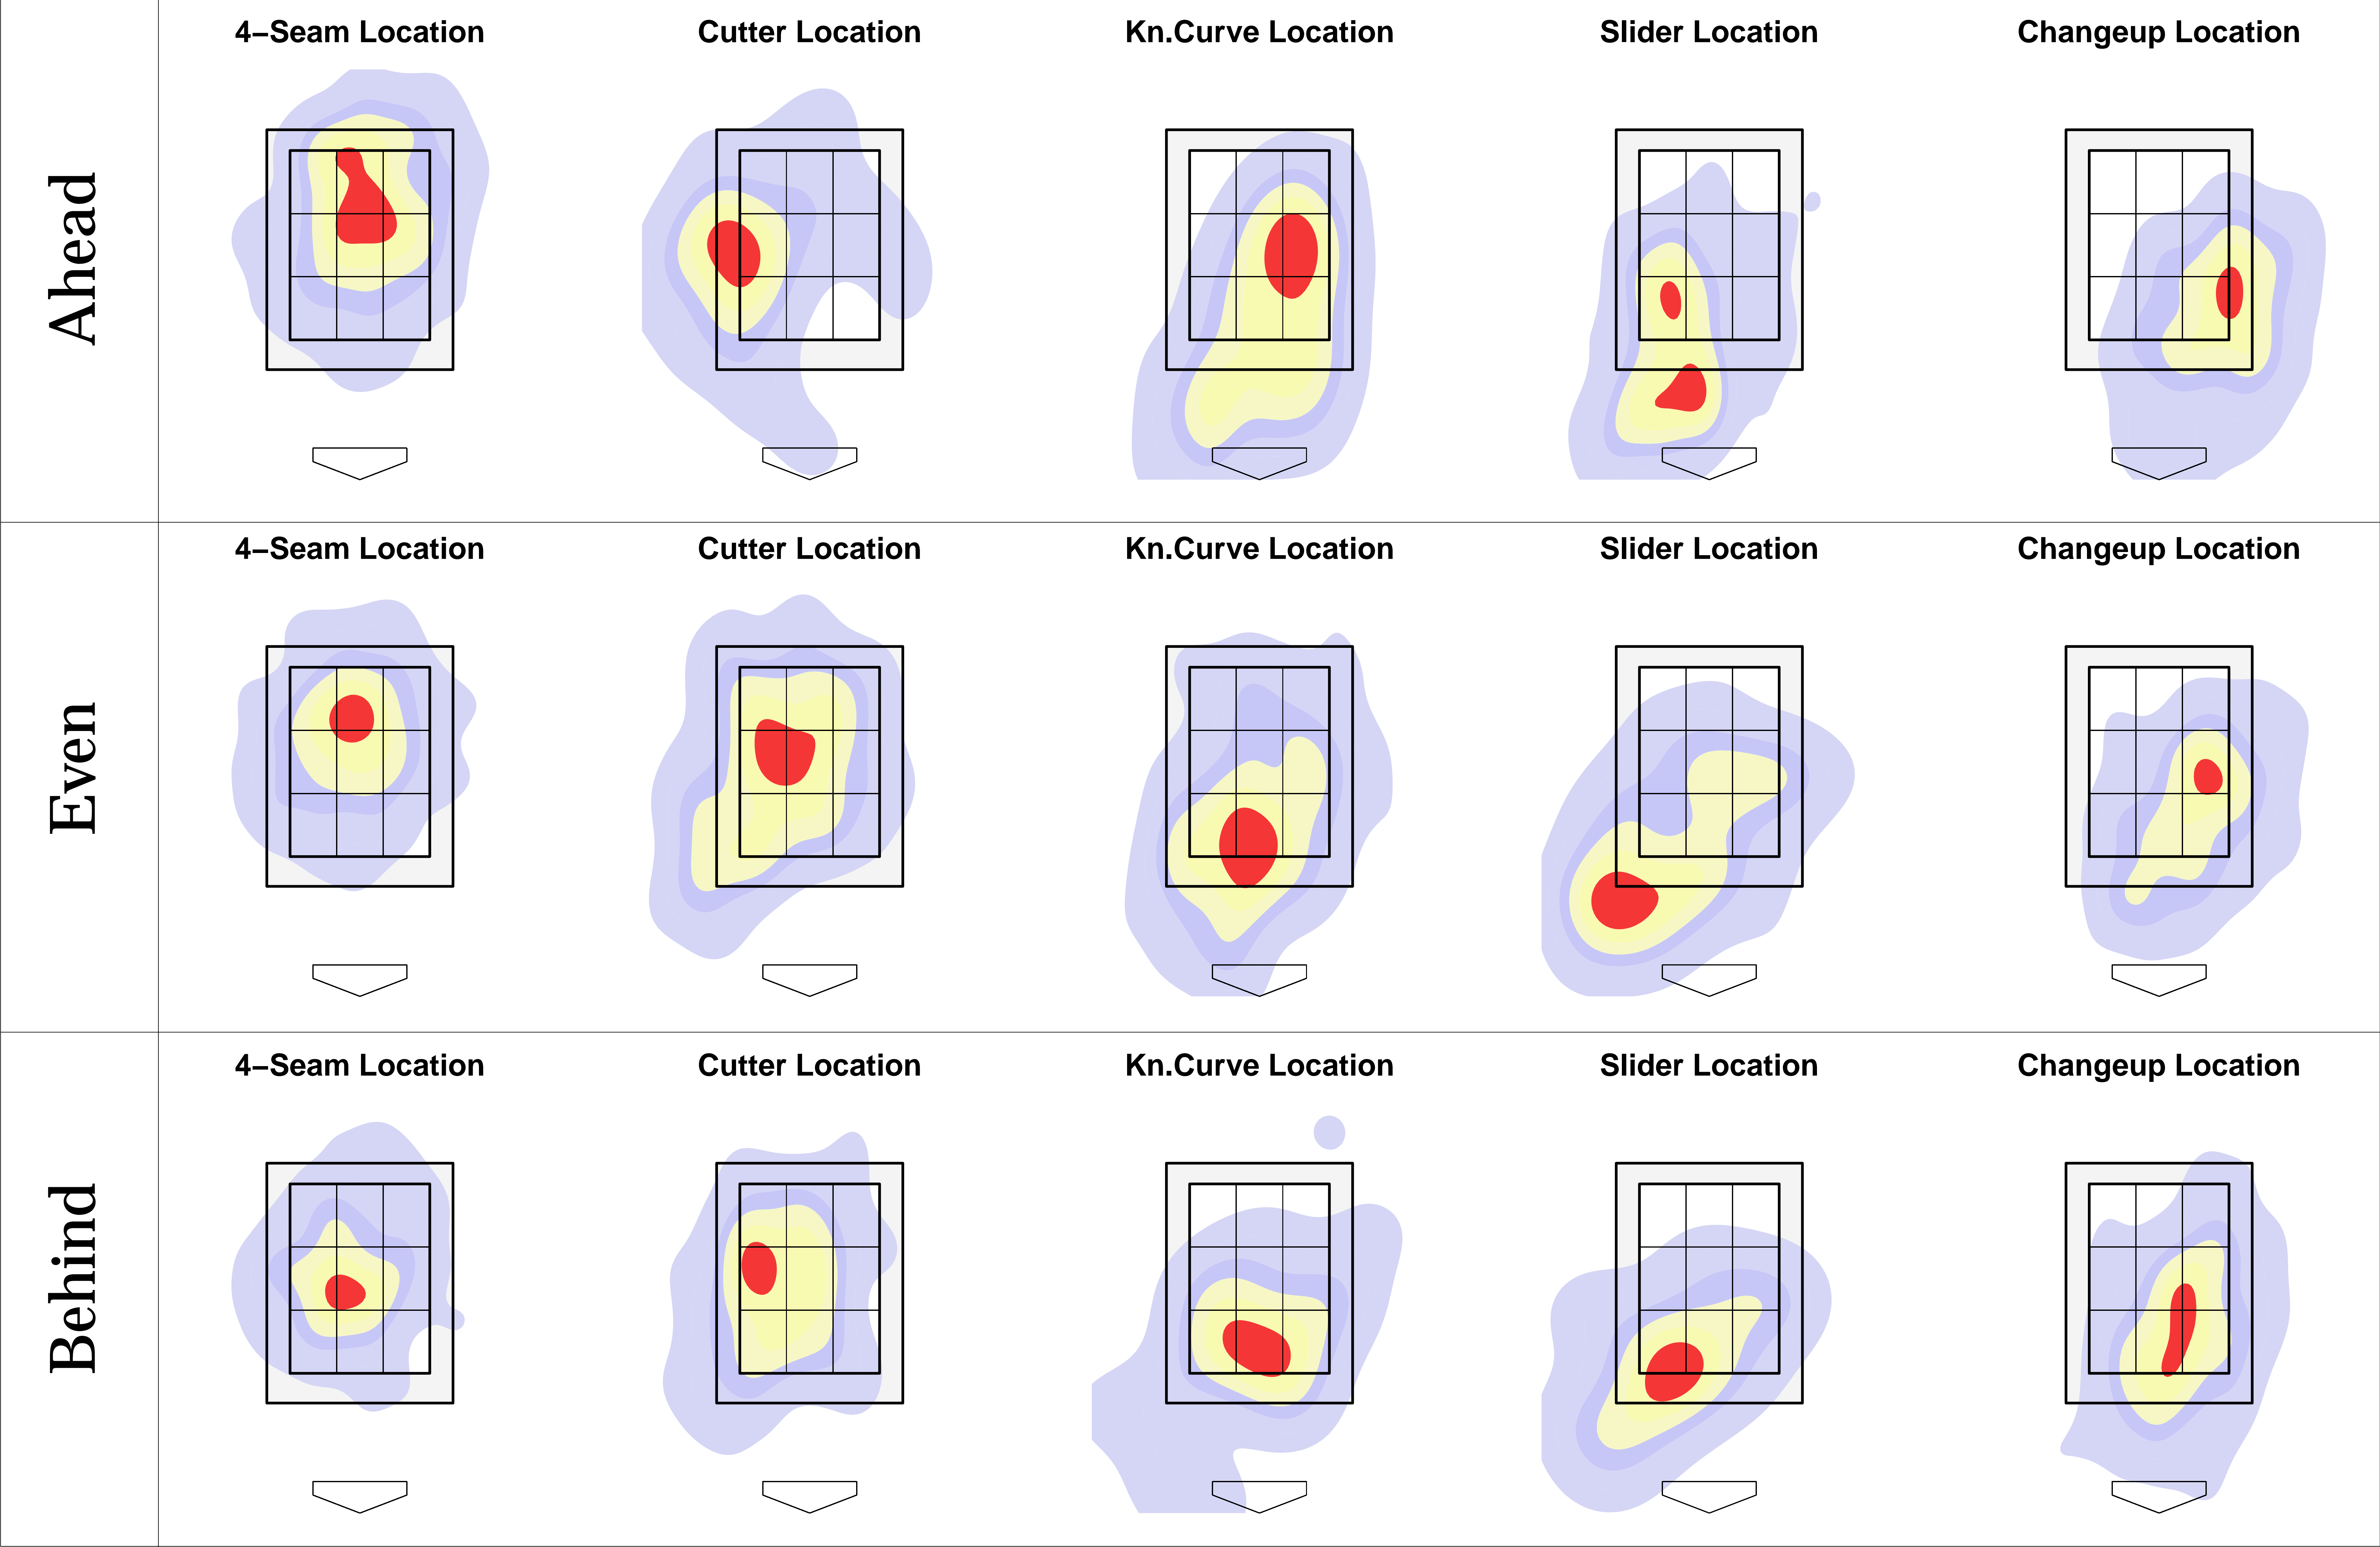 4−Seam Location
Cutter Location
Kn.Curve Location
Slider Location
Changeup Location
Ahead
4−Seam Location
Cutter Location
Kn.Curve Location
Slider Location
Changeup Location
Even
4−Seam Location
Cutter Location
Kn.Curve Location
Slider Location
Changeup Location
Behind